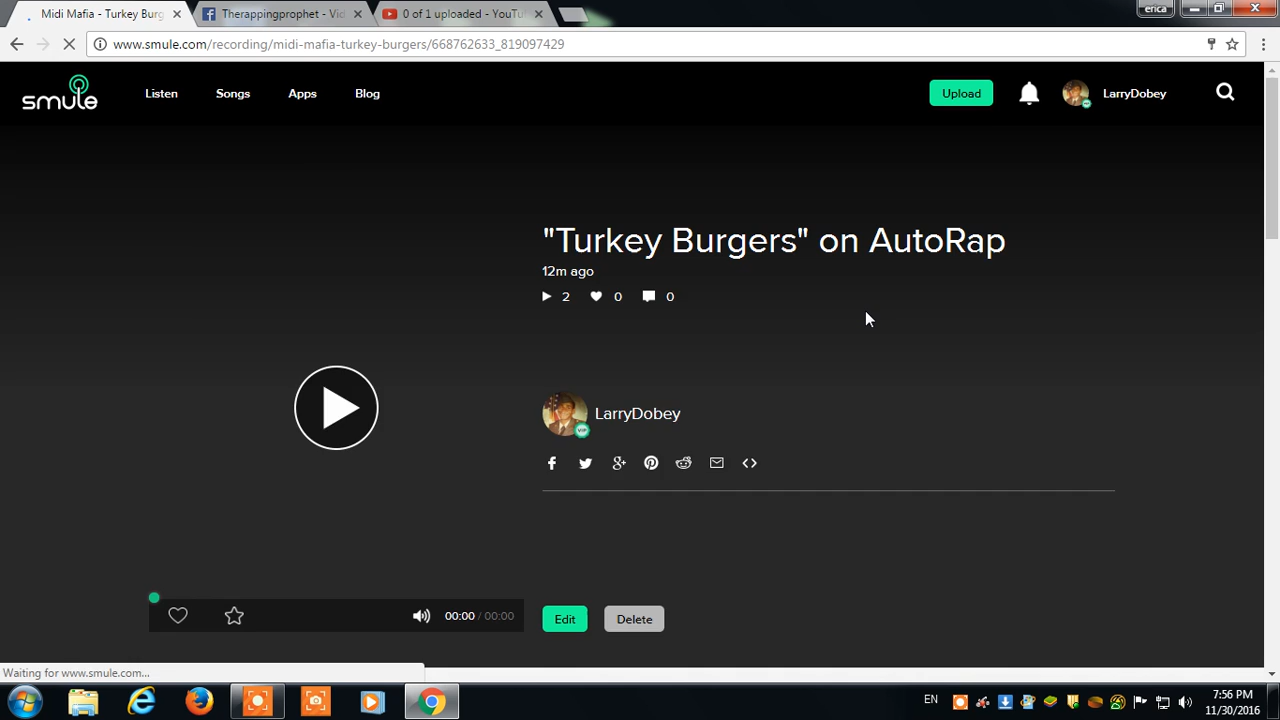 Midi Mafia - Turkey Burg
Therappingprophet - Vid
0 of 1 uploaded - YouTu
erica
www.smule.com/recording/midi-mafia-turkey-burgers/668762633_819097429
smule
Listen
Songs
Apps
Blog
Upload
LarryDobey
"Turkey Burgers" on AutoRap
12m ago
2
0
0
VIP
LarryDobey
00:00 / 00:00
Edit
Delete
Waiting for www.smule.com...
EN
7:56 PM
11/30/2016